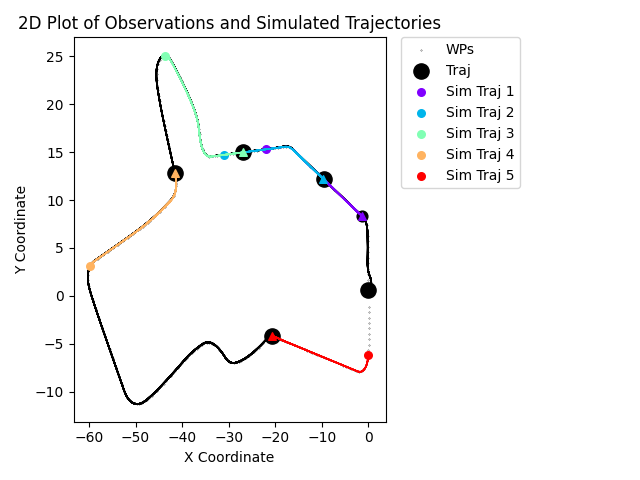 2D Plot of Observations and Simulated Trajectories
WPs
Traj
Sim Traj 1
Sim Traj 2
Sim Traj 3
Sim Traj 4
Sim Traj 5
Y Coordinate
25
20
15
10
5
0
−5
−10
−60 −50 −40 −30 −20 −10 0
X Coordinate